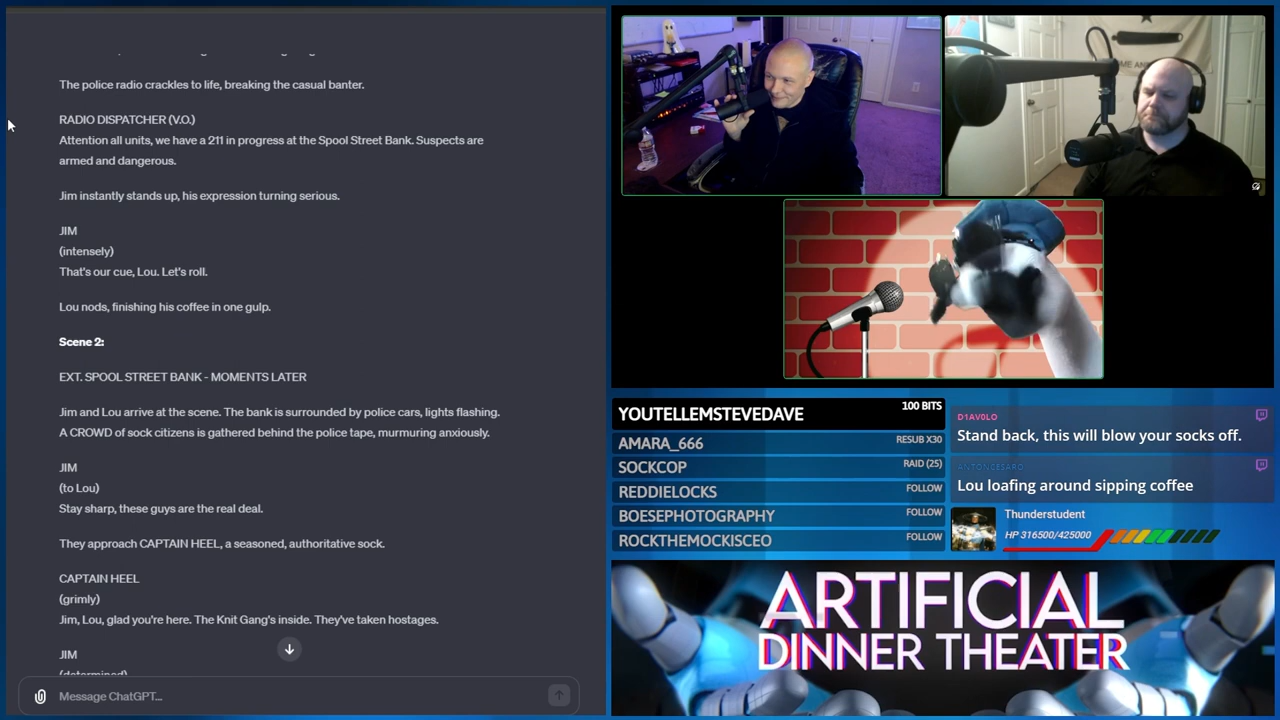 The police radio crackles to life, breaking the casual banter.
RADIO DISPATCHER (V.O.)
Attention all units, we have a 211 in progress at the Spool Street Bank. Suspects are
armed and dangerous.
Jim instantly stands up, his expression turning serious.
JIM
(intensely)
That's our cue, Lou. Let's roll.
Lou nods, finishing his coffee in one gulp.
Scene 2:
EXT. SPOOL STREET BANK - MOMENTS LATER
Jim and Lou arrive at the scene. The bank is surrounded by police cars, lights flashing.
A CROWD of sock citizens is gathered behind the police tape, murmuring anxiously.
JIM
(to Lou)
Stay sharp, these guys are the real deal.
They approach CAPTAIN HEEL, a seasoned, authoritative sock.
CAPTAIN HEEL
(grimly)
Jim, Lou, glad you're here. The Knit Gang's inside. They've taken hostages.
JIM
(determined)
Message ChatGPT...
YOUTELLEMSTEVEDAVE 100 BITS
AMARA_666 RESUB X30
SOCKCOP RAID (25)
REDDIELOCKS FOLLOW
BOESEPHOTOGRAPHY FOLLOW
ROCKTHEMOCKISCEO FOLLOW
D1AV0LO
Stand back, this will blow your socks off.
ANTONCESARO
Lou loafing around sipping coffee
Thunderstudent
HP 316500/425000
ARTIFICIAL
DINNER THEATER